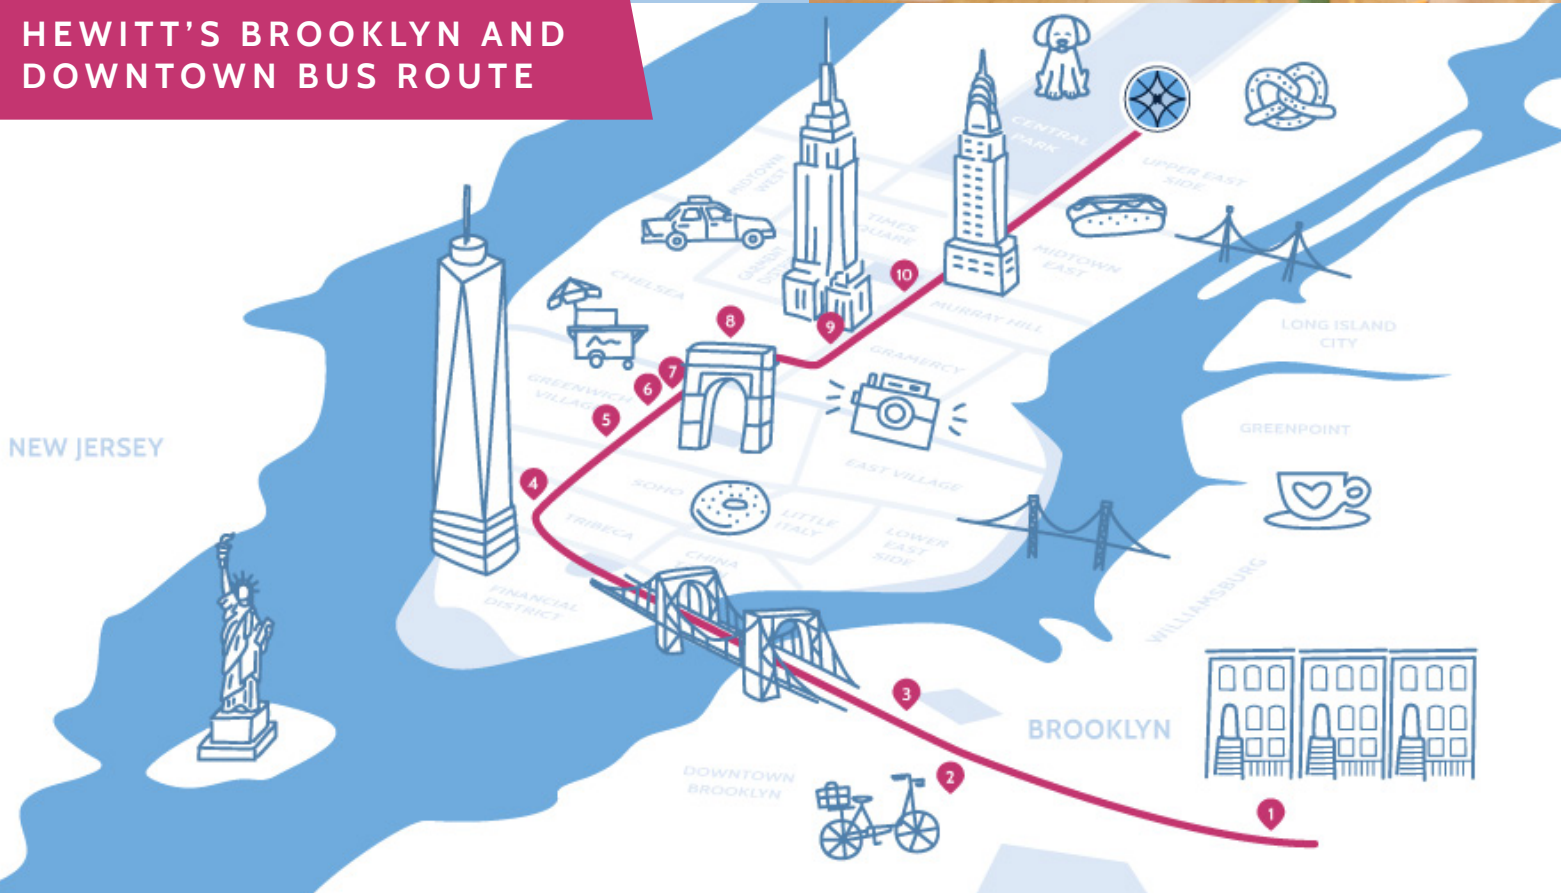 HEWITT'S BROOKLYN AND
DOWNTOWN BUS ROUTE
CENTRAL
PARK
UPPER EAST
SIDE
MIDTOWN
WEST
TIMES
SQUARE
MIDTOWN
EAST
GARMENT
CHELSEA
10
MURRAY HILL
8
9
LONG ISLAND
CITY
GRAMERCY
7
6
GREENWICH
VILLAGE
5
GREENPOINT
NEW JERSEY
EAST VILLAGE
4
SOHO
LITTLE
ITALY
TRIBECA
LOWER
EAST
SIDE
CHINA
FINANCIAL
DISTRICT
WILLIAMSBURG
3
BROOKLYN
DOWNTOWN
BROOKLYN
2
1